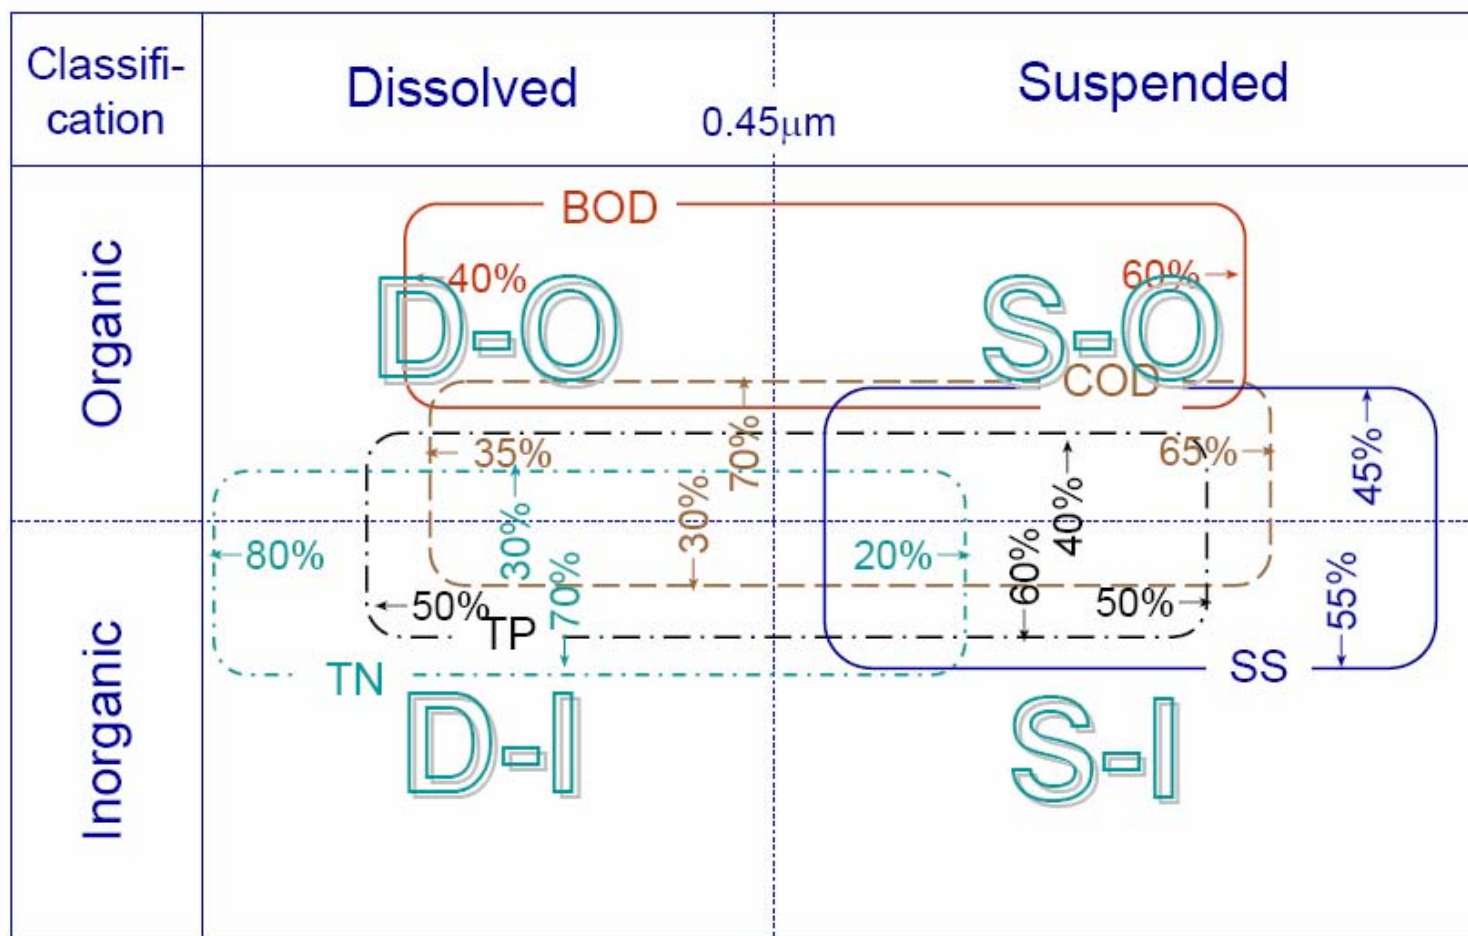 Classifi-
cation
Dissolved
Suspended
0.45μm
Organic
BOD
40%
60%
D-O
S-O
COD
35%
70%
65%
45%
30%
40%
80%
30%
20%
60%
55%
70%
50%
50%
TP
TN
SS
Inorganic
D-I
S-I